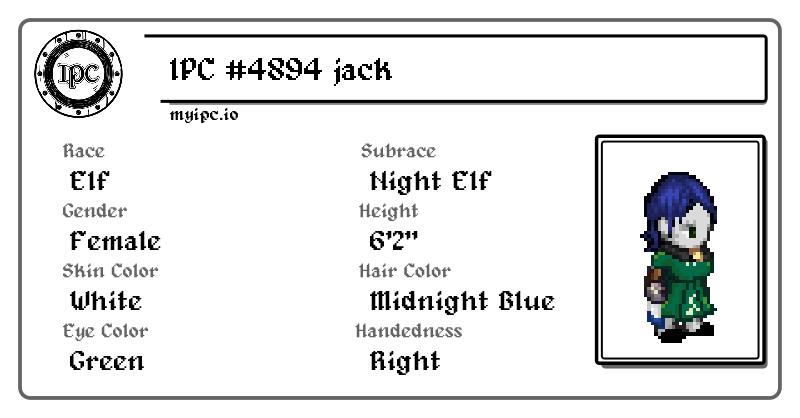 IPC
IPC #4894 jack
myipc.io
Race
Elf
Subrace
Night Elf
Gender
Female
Height
6'2"
Skin Color
White
Hair Color
Midnight Blue
Eye Color
Green
Handedness
Right